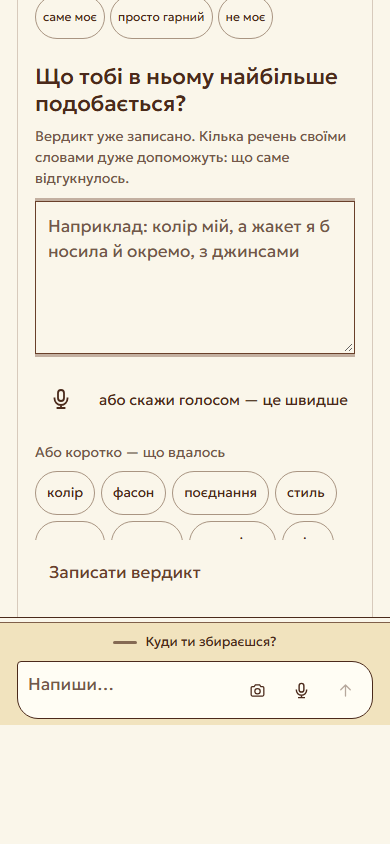 саме моє просто гарний не моє
Що тобі в ньому найбільше
подобається?
Вердикт уже записано. Кілька речень своїми
словами дуже допоможуть: що саме
відгукнулось.
Наприклад: колір мій, а жакет я б
носила й окремо, з джинсами
або скажи голосом — це швидше
Або коротко — що вдалось
колір фасон поєднання стиль
Записати вердикт
Куди ти збираєшся?
Напиши...